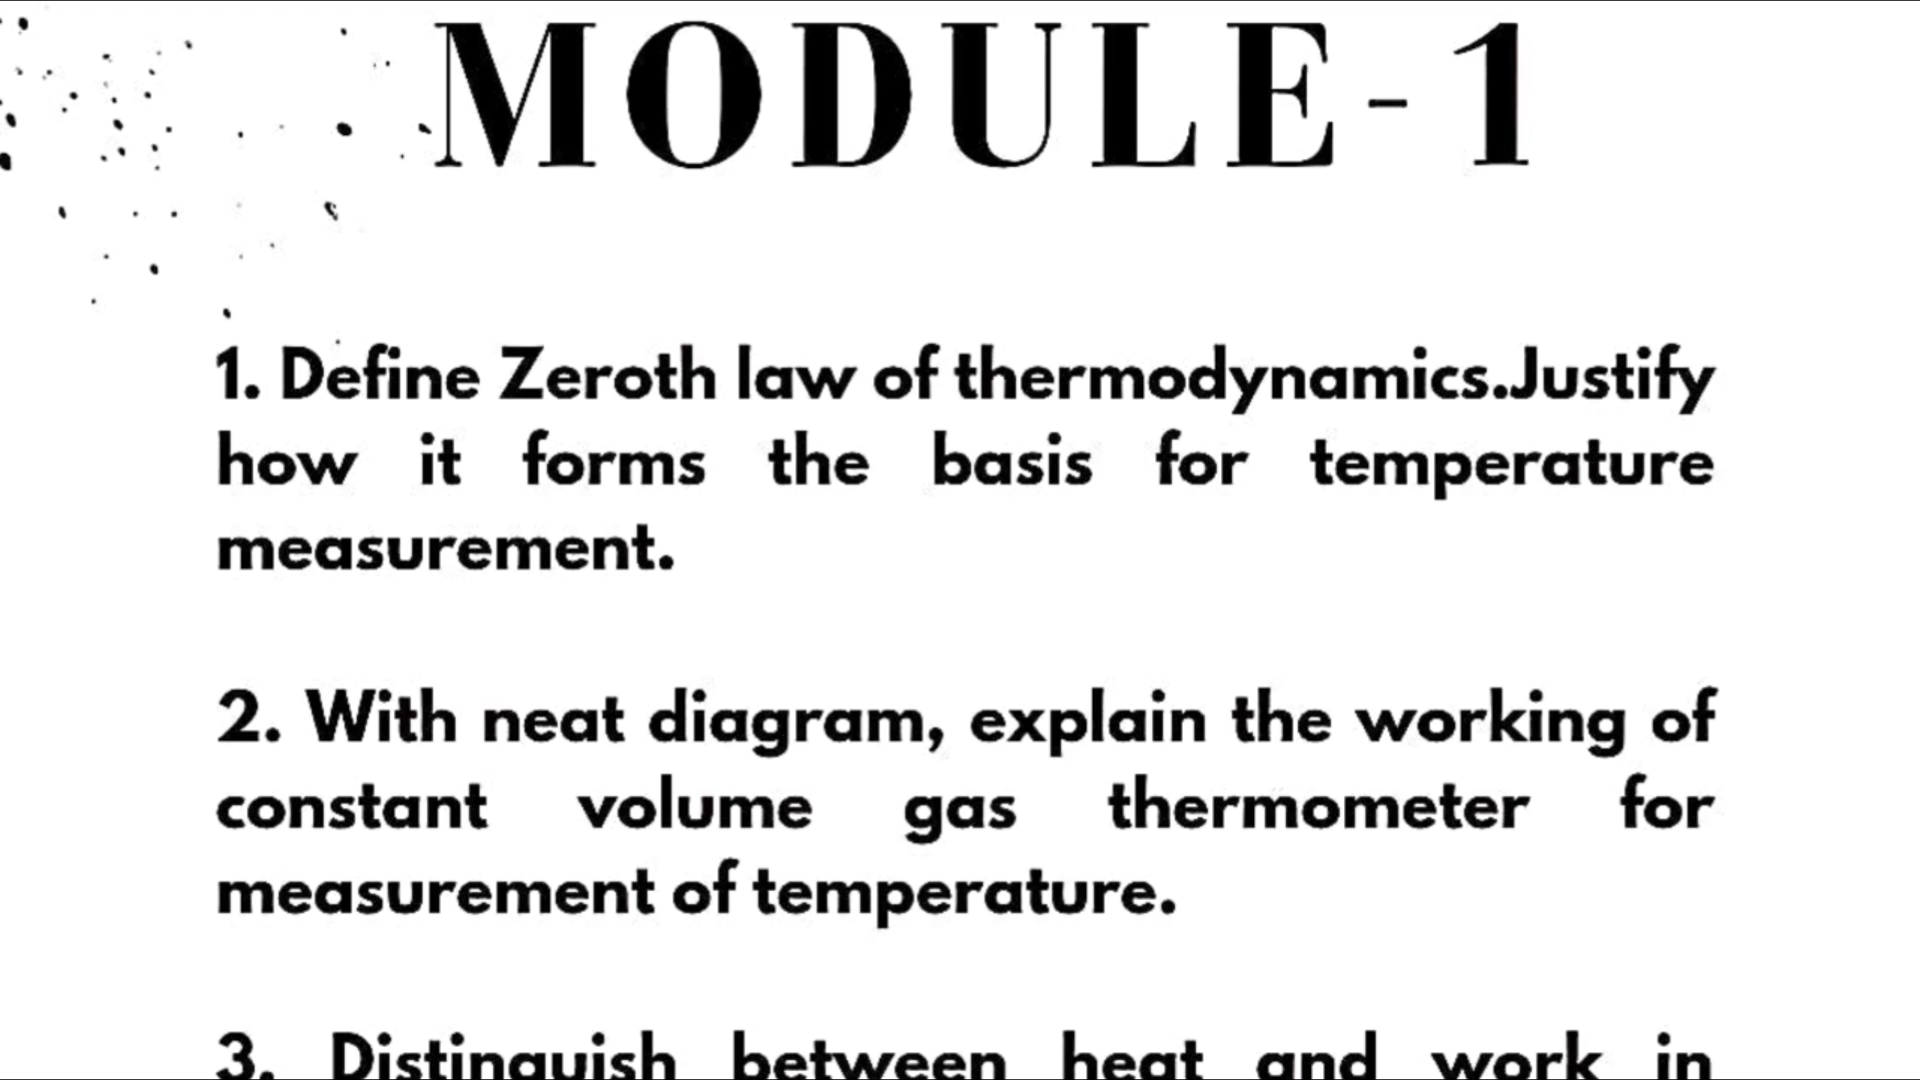 MODULE-1
1. Define Zeroth law of thermodynamics.Justify
how it forms the basis for temperature
measurement.
2. With neat diagram, explain the working of
constant volume gas thermometer for
measurement of temperature.
3. Distinguish between heat and work in